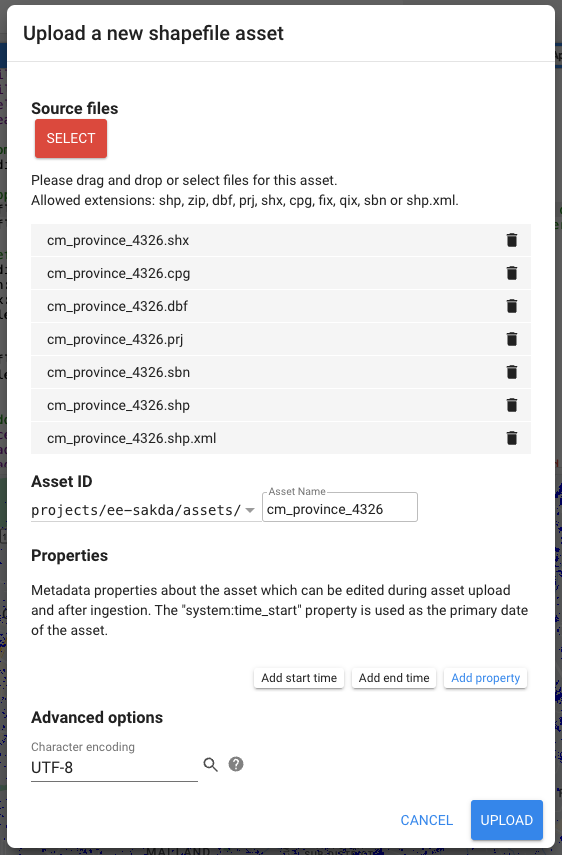 Upload a new shapefile asset
Source files
SELECT
Please drag and drop or select files for this asset.
Allowed extensions: shp, zip, dbf, prj, shx, cpg, fix, qix, sbn or shp.xml.
cm_province_4326.shx
cm_province_4326.cpg
cm_province_4326.dbf
cm_province_4326.prj
cm_province_4326.sbn
cm_province_4326.shp
cm_province_4326.shp.xml
Asset ID
Asset Name
projects/ee-sakda/assets/ cm_province_4326
Properties
Metadata properties about the asset which can be edited during asset upload
and after ingestion. The "system:time_start" property is used as the primary date
of the asset.
Add start time Add end time Add property
Advanced options
Character encoding
UTF-8
CANCEL UPLOAD